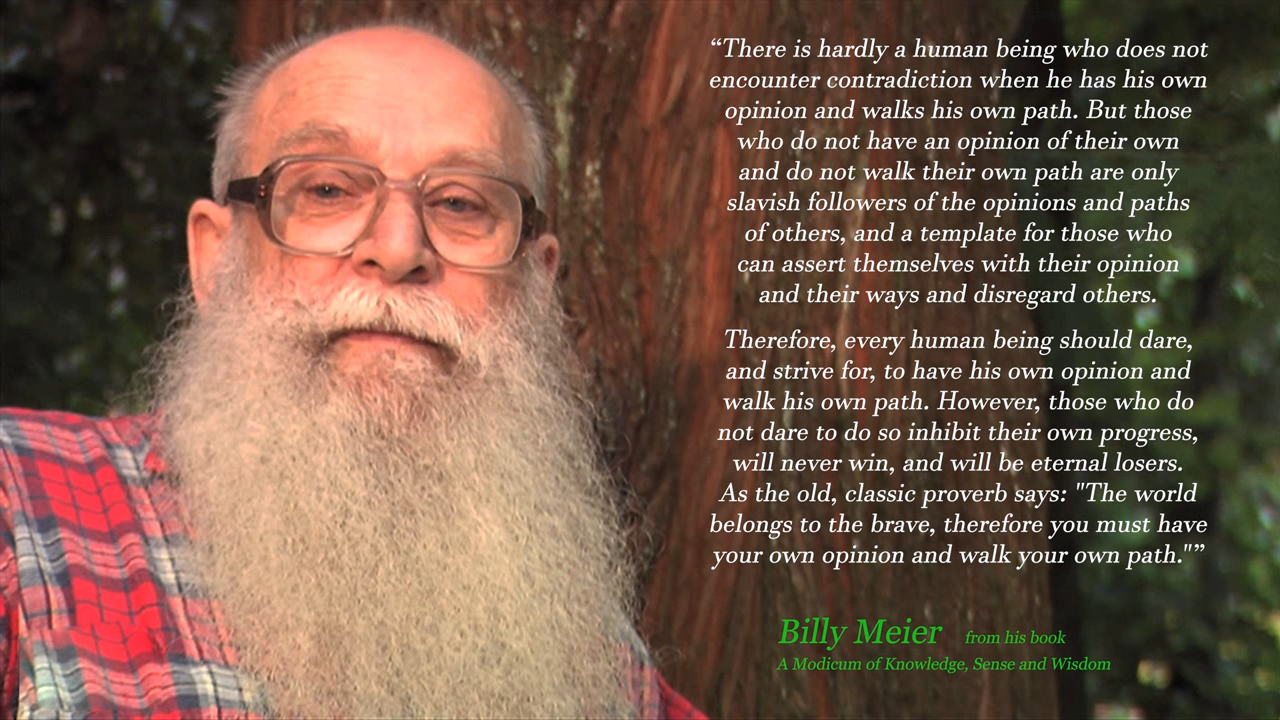 “There is hardly a human being who does not
encounter contradiction when he has his own
opinion and walks his own path. But those
who do not have an opinion of their own
and do not walk their own path are only
slavish followers of the opinions and paths
of others, and a template for those who
can assert themselves with their opinion
and their ways and disregard others.
Therefore, every human being should dare,
and strive for, to have his own opinion and
walk his own path. However, those who do
not dare to do so inhibit their own progress,
will never win, and will be eternal losers.
As the old, classic proverb says: "The world
belongs to the brave, therefore you must have
your own opinion and walk your own path."”
Billy Meier from his book
A Modicum of Knowledge, Sense and Wisdom